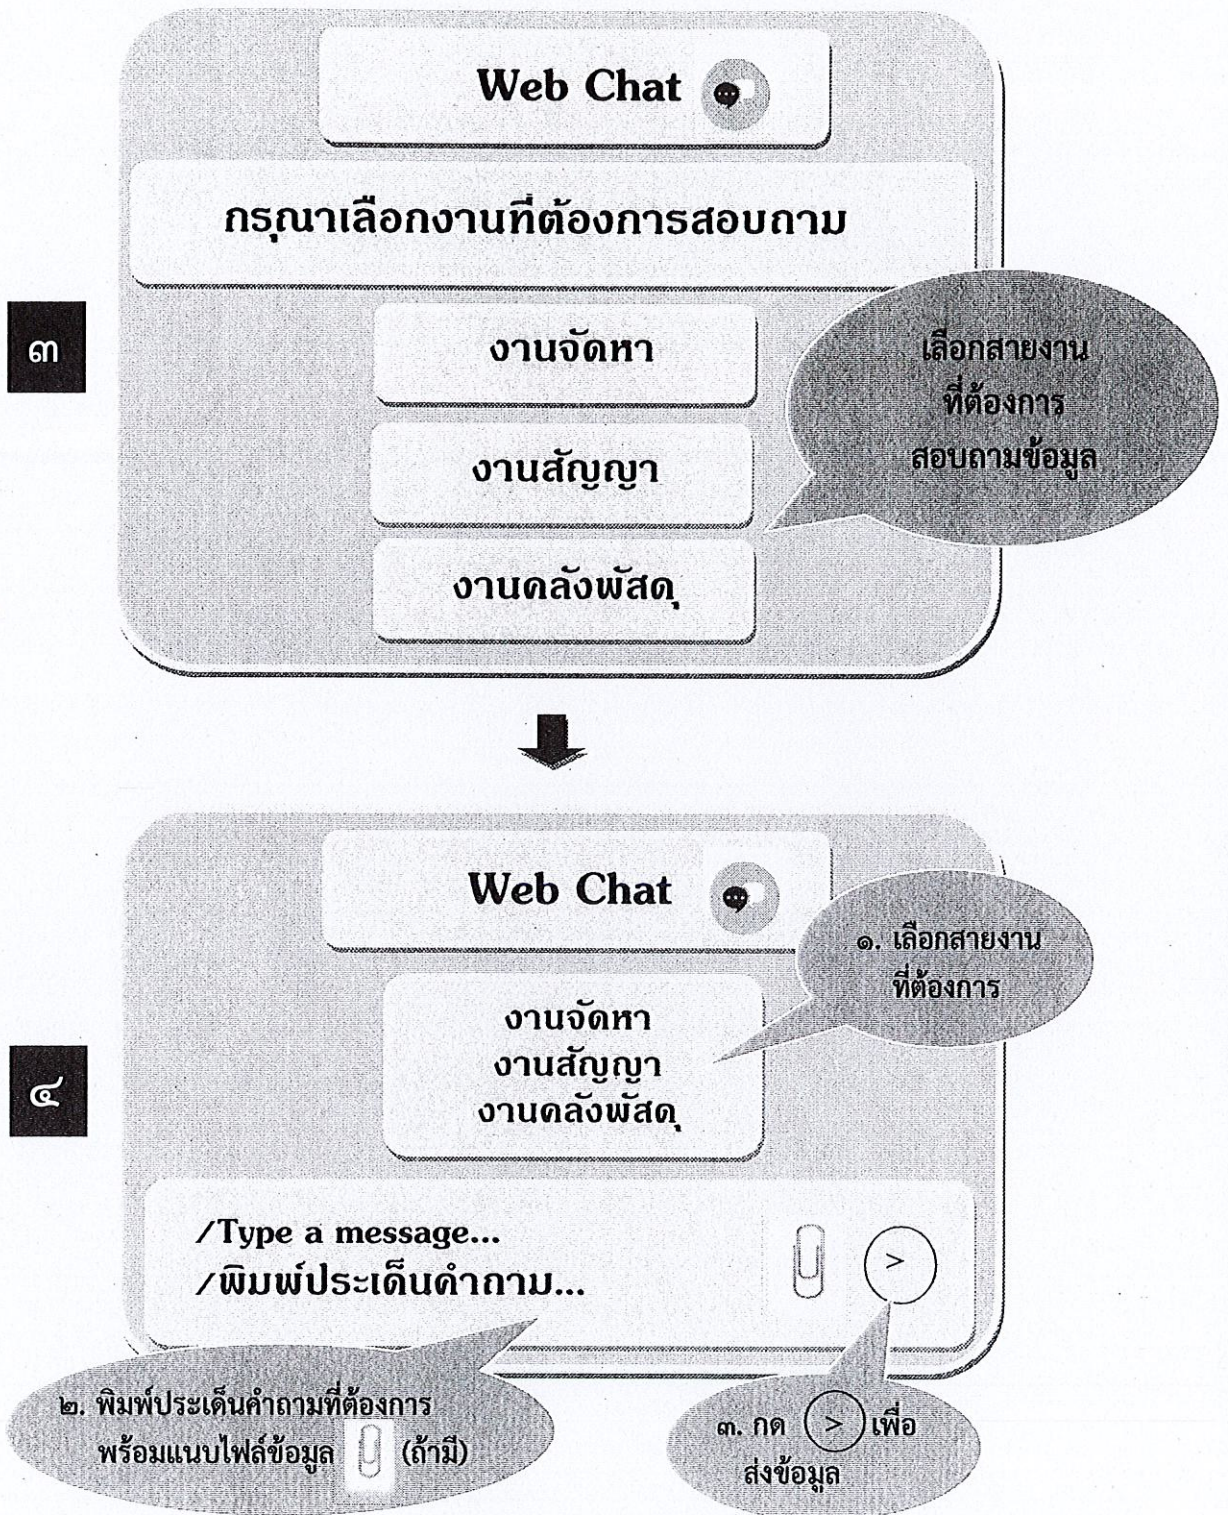 Web Chat
กรุณาเลือกงานที่ต้องการสอบถาม
๓
งานจัดหา
งานสัญญา
งานคลังพัสดุ
เลือกสายงาน
ที่ต้องการ
สอบถามข้อมูล
Web Chat
๑. เลือกสายงาน
ที่ต้องการ
๔
งานจัดหา
งานสัญญา
งานคลังพัสดุ
/Type a message...
/พิมพ์ประเด็นคำถาม...
>
๒. พิมพ์ประเด็นคำถามที่ต้องการ
พร้อมแนบไฟล์ข้อมูล (ถ้ามี)
๓. กด > เพื่อ
ส่งข้อมูล